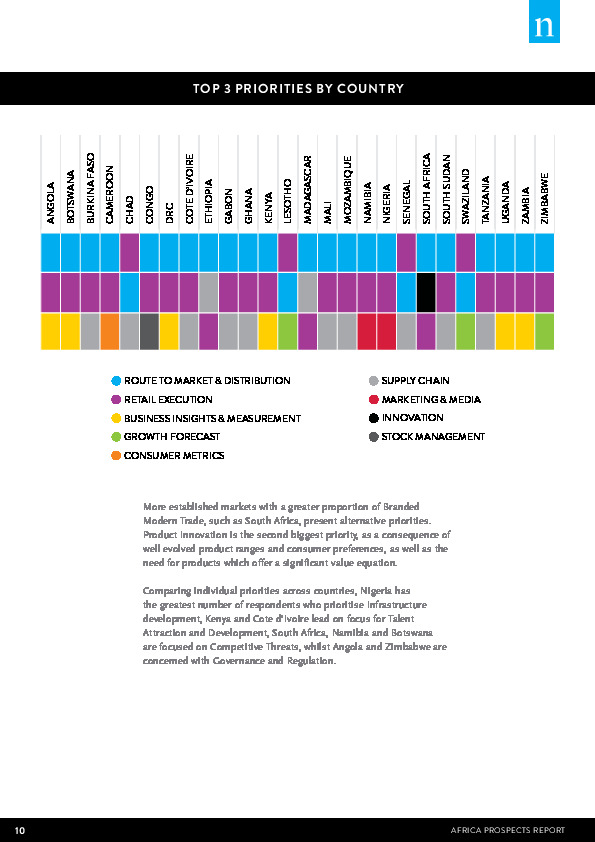 n
TOP 3 PRIORITIES BY COUNTRY
ANGOLA
BOTSWANA
BURKINA FASO
CAMEROON
CHAD
CONGO
DRC
COTE D'IVOIRE
ETHIOPIA
GABON
GHANA
KENYA
LESOTHO
MADAGASCAR
MALI
MOZAMBIQUE
NAMIBIA
NIGERIA
SENEGAL
SOUTH AFRICA
SOUTH SUDAN
SWAZILAND
TANZANIA
UGANDA
ZAMBIA
ZIMBABWE
ROUTE TO MARKET & DISTRIBUTION
RETAIL EXECUTION
BUSINESS INSIGHTS & MEASUREMENT
GROWTH FORECAST
CONSUMER METRICS
SUPPLY CHAIN
MARKETING & MEDIA
INNOVATION
STOCK MANAGEMENT
More established markets with a greater proportion of Branded
Modern Trade, such as South Africa, present alternative priorities.
Product innovation is the second biggest priority, as a consequence of
well evolved product ranges and consumer preferences, as well as the
need for products which offer a significant value equation.
Comparing individual priorities across countries, Nigeria has
the greatest number of respondents who prioritise infrastructure
development, Kenya and Cote d'Ivoire lead on focus for Talent
Attraction and Development, South Africa, Namibia and Botswana
are focused on Competitive Threats, whilst Angola and Zimbabwe are
concerned with Governance and Regulation.
10
AFRICA PROSPECTS REPORT